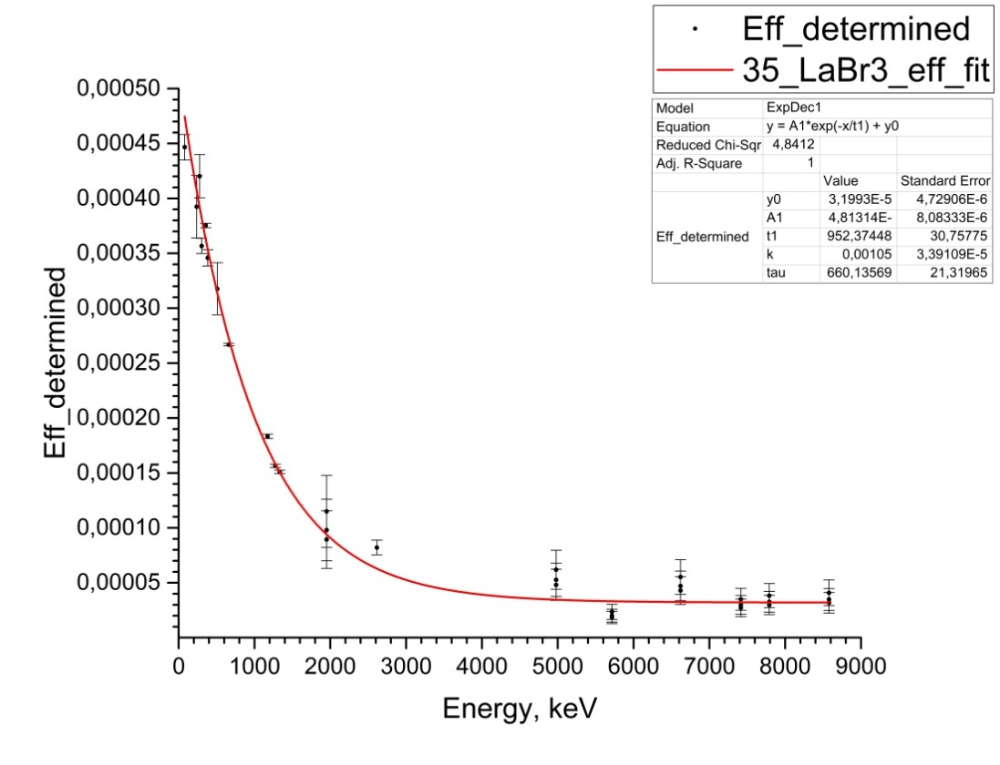 Eff_determined
35_LaBr3_eff_fit
Model ExpDec1
Equation y = A1*exp(-x/t1) + y0
Reduced Chi-Sqr 4,8412
Adj. R-Square 1
Value Standard Error
y0 3,1993E-5 4,72906E-6
A1 4,81314E- 8,08333E-6
Eff_determined t1 952,37448 30,75775
k 0,00105 3,39109E-5
tau 660,13569 21,31965
0,00050
0,00045
0,00040
0,00035
0,00030
0,00025
0,00020
0,00015
0,00010
0,00005
Eff_determined
0 1000 2000 3000 4000 5000 6000 7000 8000 9000
Energy, keV